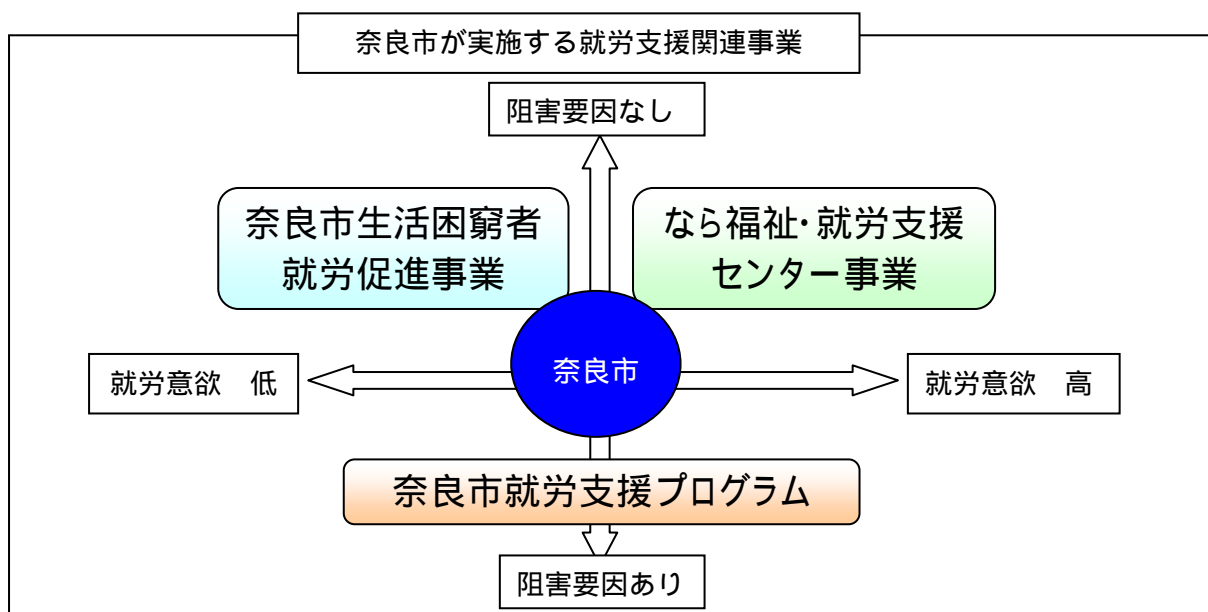 奈良市が実施する就労支援関連事業
阻害要因なし
奈良市生活困窮者
就労促進事業
なら福祉・就労支援
センター事業
奈良市
就労意欲　低
就労意欲　高
奈良市就労支援プログラム
阻害要因あり